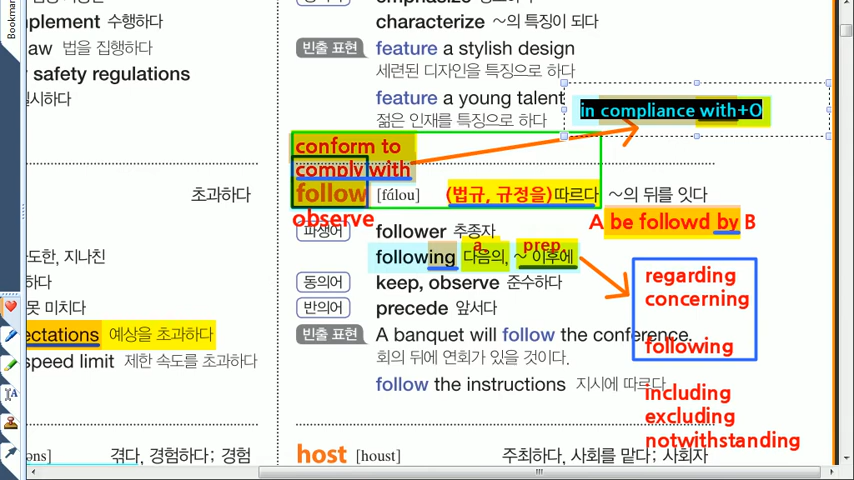 Bookmar
emphasize
plement 수행하다
characterize ~의 특징이 되다
aw 법을 집행하다
빈출 표현 feature a stylish design
safety regulations
세련된 디자인을 특징으로 하다
실시하다
feature a young talent
in compliance with+O
젊은 인재를 특징으로 하다
conform to
comply with
초과하다
follow [fálou] (법규, 규정을) 따르다 ~의 뒤를 잇다
observe
A be followd by B
파생어 follower 추종자
a. prep.
도한, 지나친
following 다음의, ~ 이후에
하다
동의어 keep, observe 준수하다
regarding
concerning
못 미치다
반의어 precede 앞서다
ectations 예상을 초과하다
빈출 표현 A banquet will follow the conference.
following
speed limit 제한 속도를 초과하다
회의 뒤에 연회가 있을 것이다.
follow the instructions 지시에 따르다
including
excluding
notwithstanding
əns] 겪다, 경험하다; 경험
host [houst] 주최하다, 사회를 맡다; 사회자